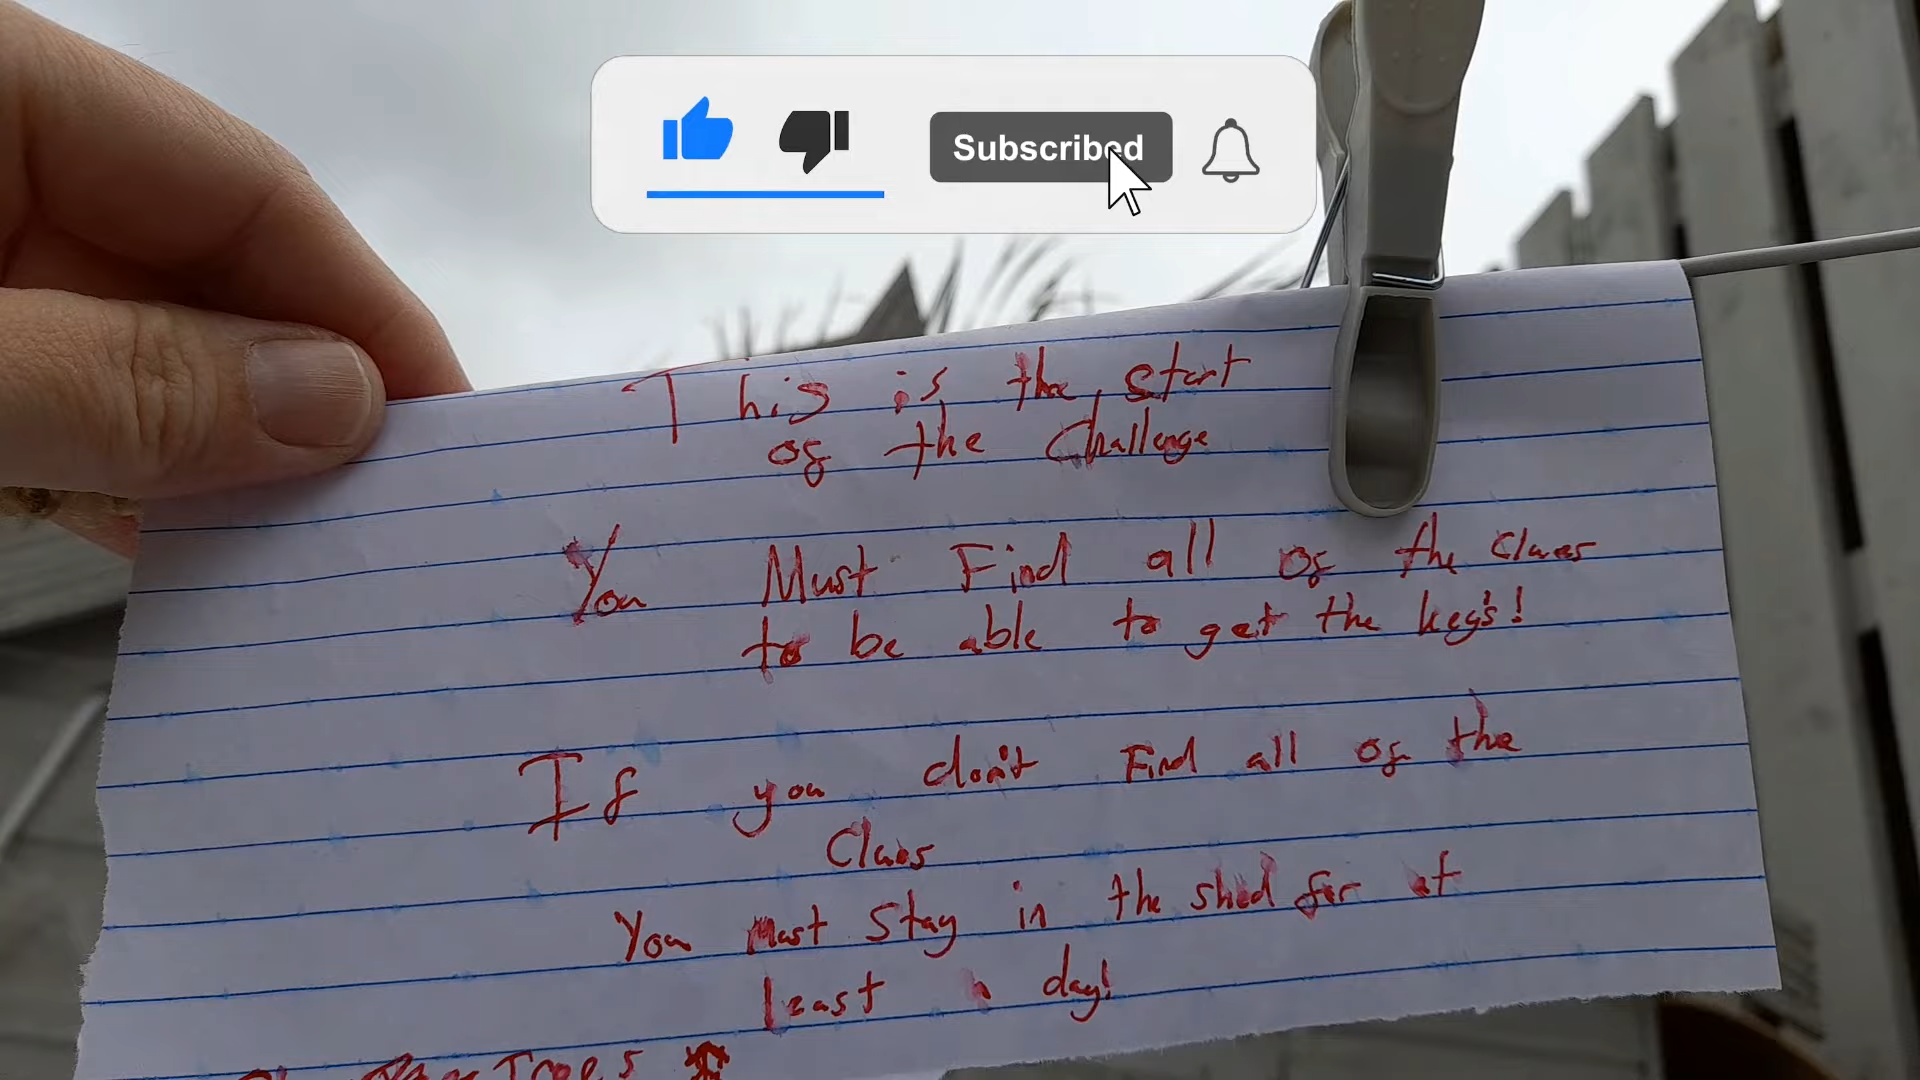 Subscribed
This is the start
of the Challenge
You Must Find all of the Clues
to be able to get the key's!
If you don't Find all of the
Clues
You Must Stay in the shed for at
least a day!
Trees